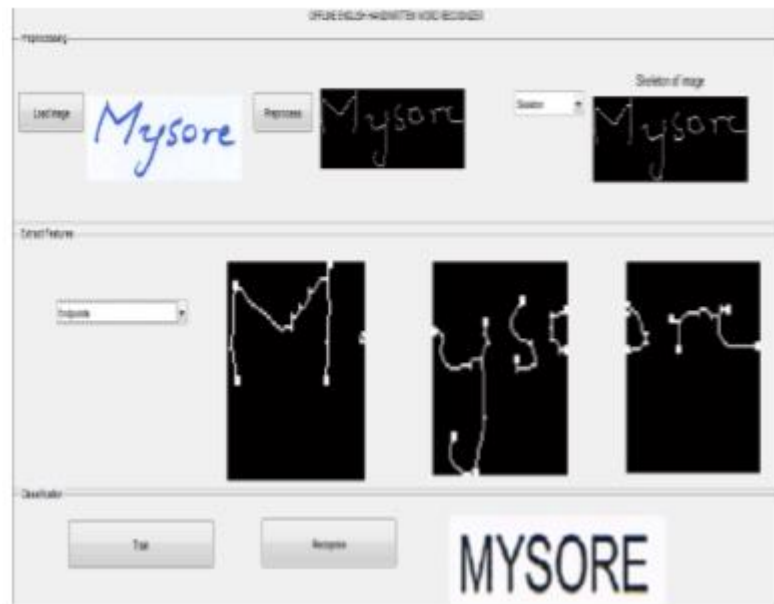 OFFLINE ENGLISH HANDWRITTEN WORD RECOGNIZER
Preprocessing
Skeleton of image
Load Image
Mysore
Preprocess
Mysore
Skeleton
Mysore
Extract Features
Endpoints
Mysore
Classification
Train
Recognize
MYSORE